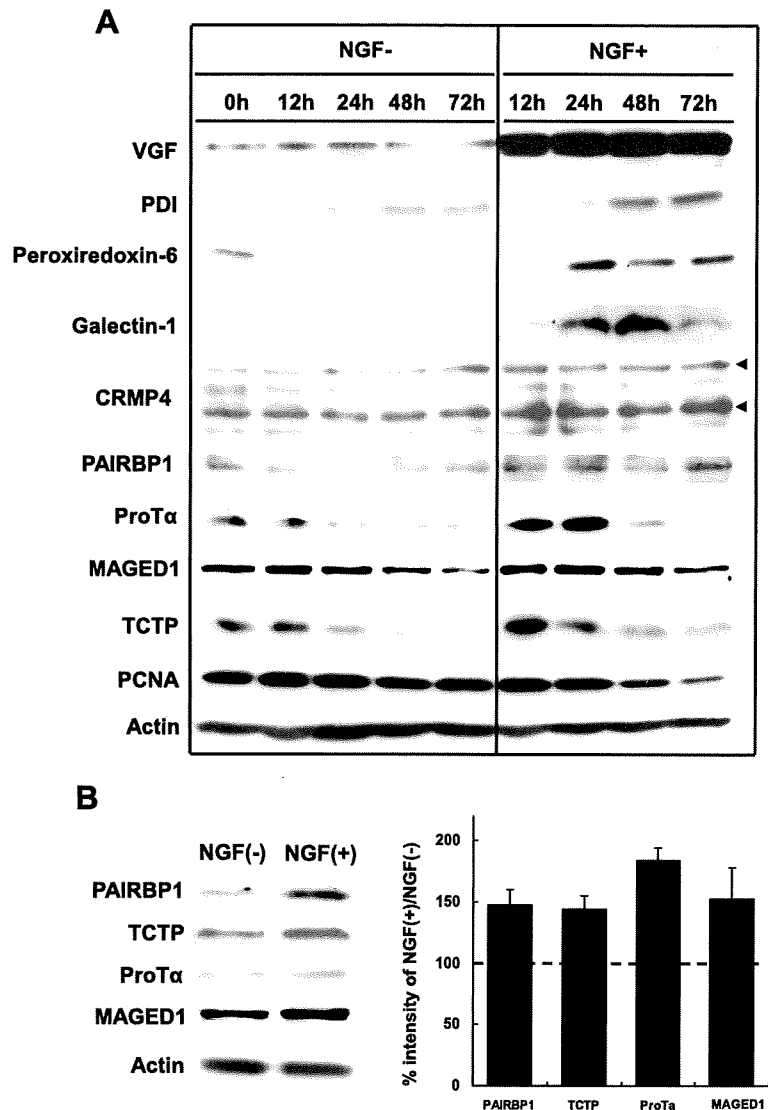 A
NGF- NGF+
0h 12h 24h 48h 72h 12h 24h 48h 72h
VGF
PDI
Peroxiredoxin-6
Galectin-1
CRMP4
PAIRBP1
ProTα
MAGED1
TCTP
PCNA
Actin
B
NGF(-) NGF(+)
PAIRBP1
TCTP
ProTα
MAGED1
Actin
% intensity of NGF(+)/NGF(-)
200
150
100
50
0
PAIRBP1 TCTP ProTa MAGED1